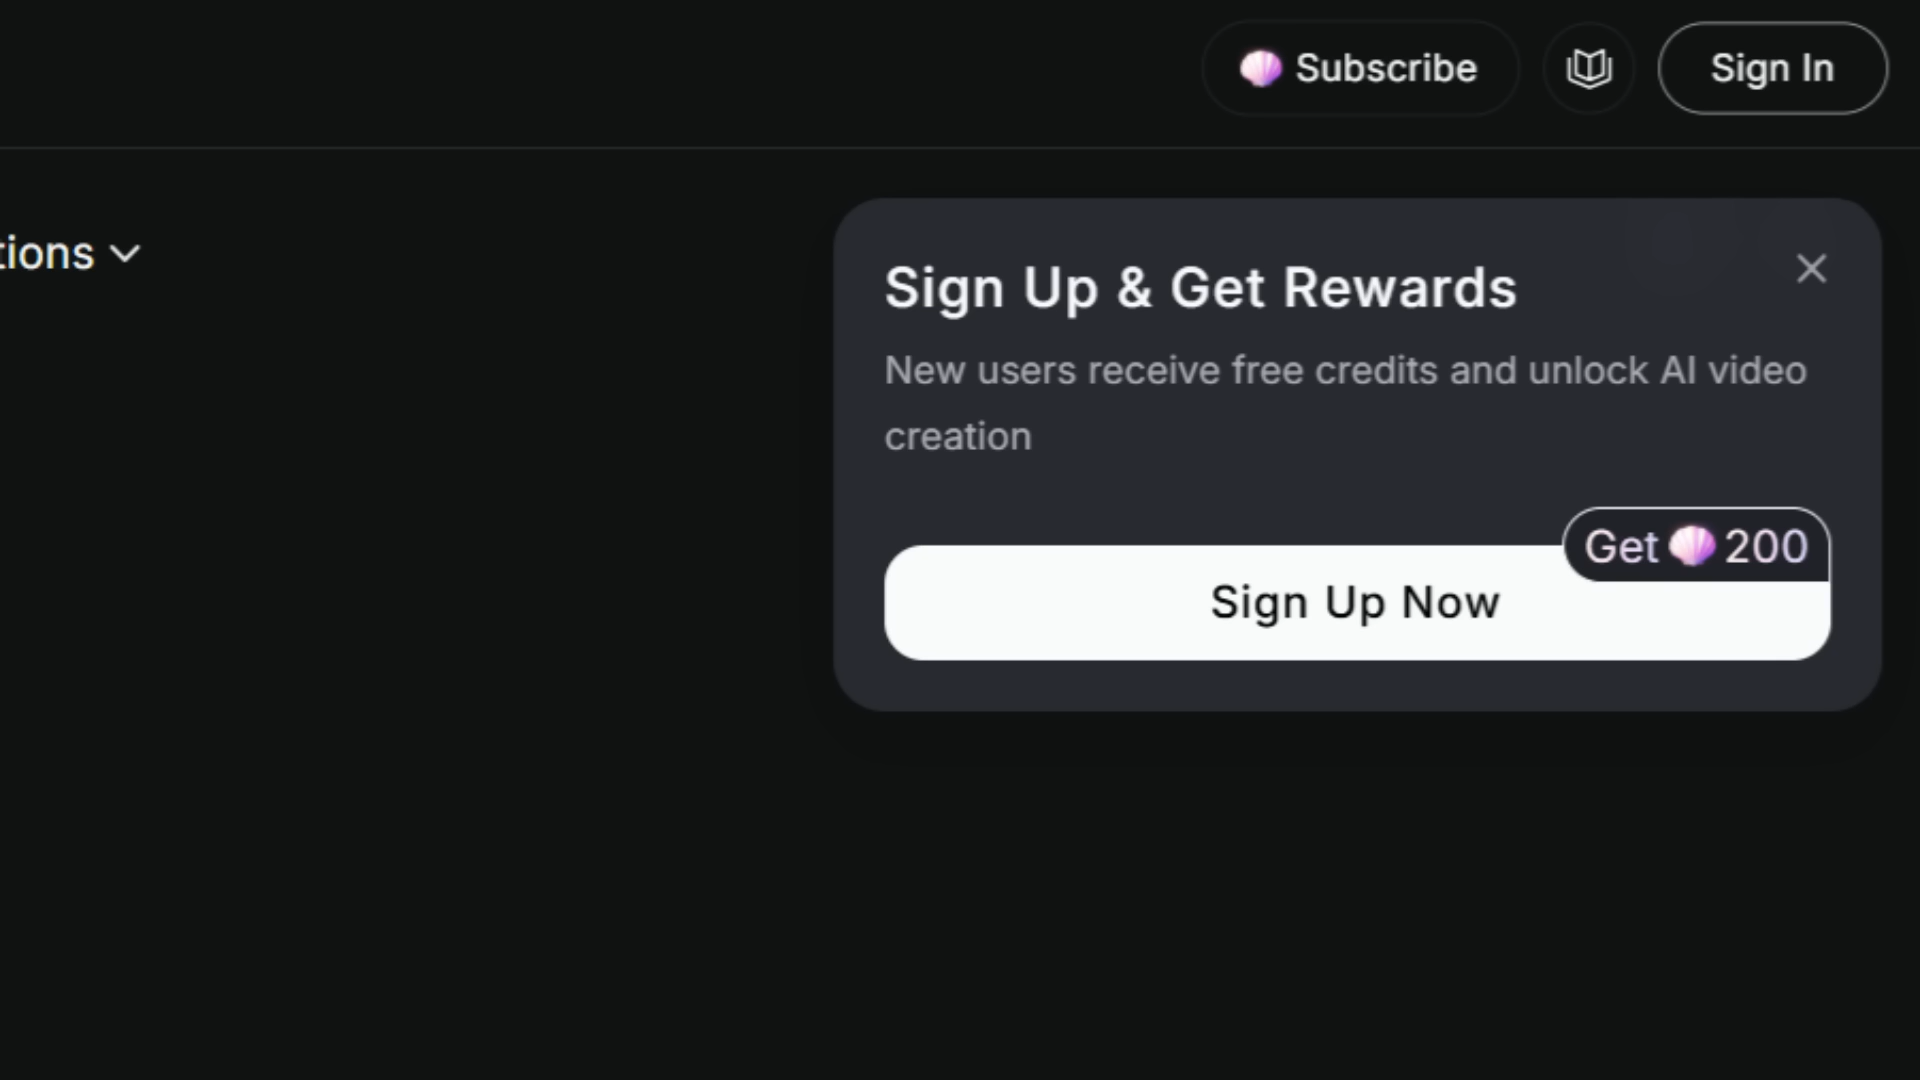 Subscribe
Sign In
tions
Sign Up & Get Rewards
New users receive free credits and unlock AI video
creation
Get 200
Sign Up Now